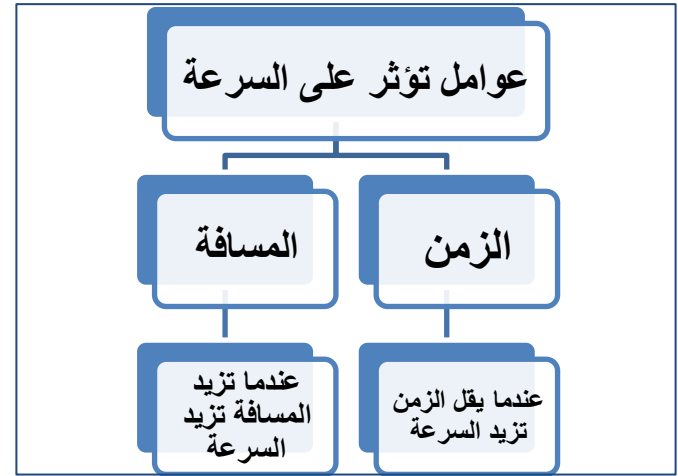 عوامل تؤثر على السرعة
الزمن
المسافة
عندما يقل الزمن
تزيد السرعة
عندما تزيد
المسافة تزيد
السرعة